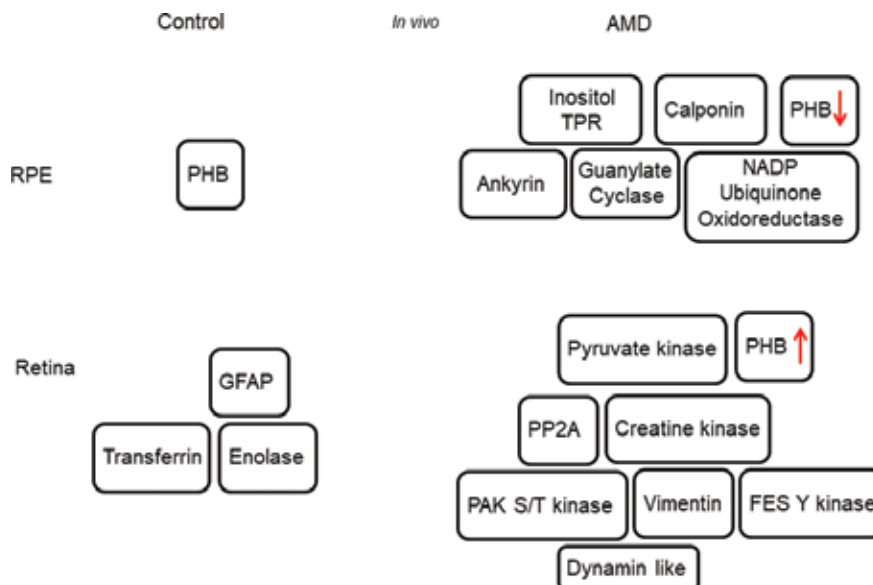 Control In vivo AMD
Inositol
TPR
Calponin
PHB
RPE
PHB
Ankyrin
Guanylate
Cyclase
NADP
Ubiquinone
Oxidoreductase
Retina
GFAP
Transferrin
Enolase
Pyruvate kinase
PHB
PP2A
Creatine kinase
PAK S/T kinase
Vimentin
FES Y kinase
Dynamin like